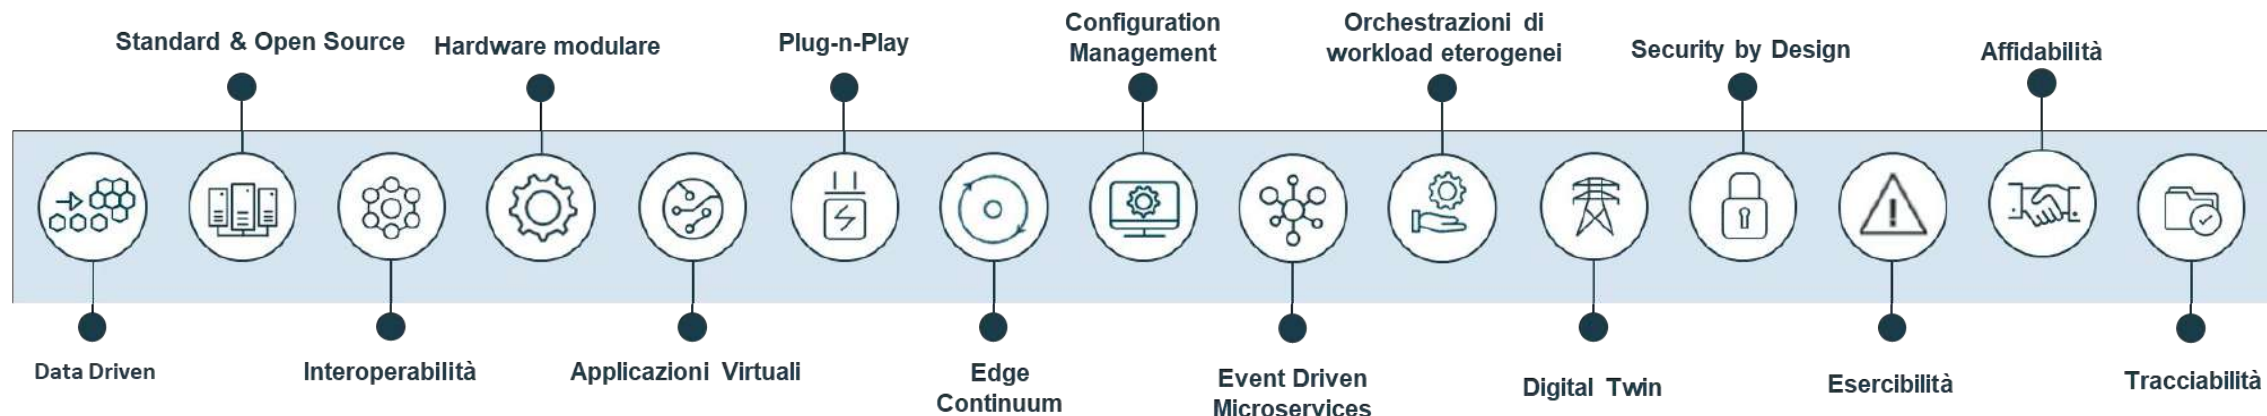 Standard & Open Source
Hardware modulare
Plug-n-Play
Configuration
Management
Orchestrazioni di
workload eterogenei
Security by Design
Affidabilità
Data Driven
Interoperabilità
Applicazioni Virtuali
Edge
Continuum
Event Driven
Microservices
Digital Twin
Esercibilità
Tracciabilità